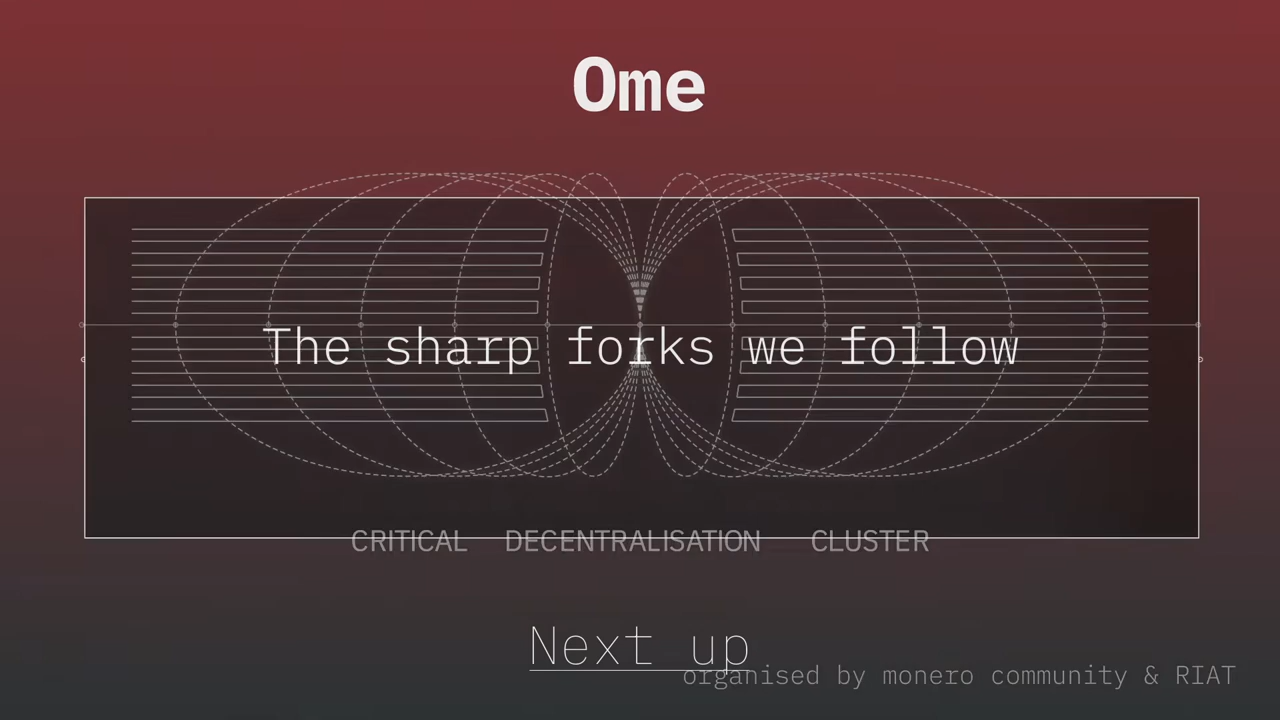 Ome
The sharp forks we follow
CRITICAL DECENTRALISATION CLUSTER
Next up
organised by monero community & RIAT